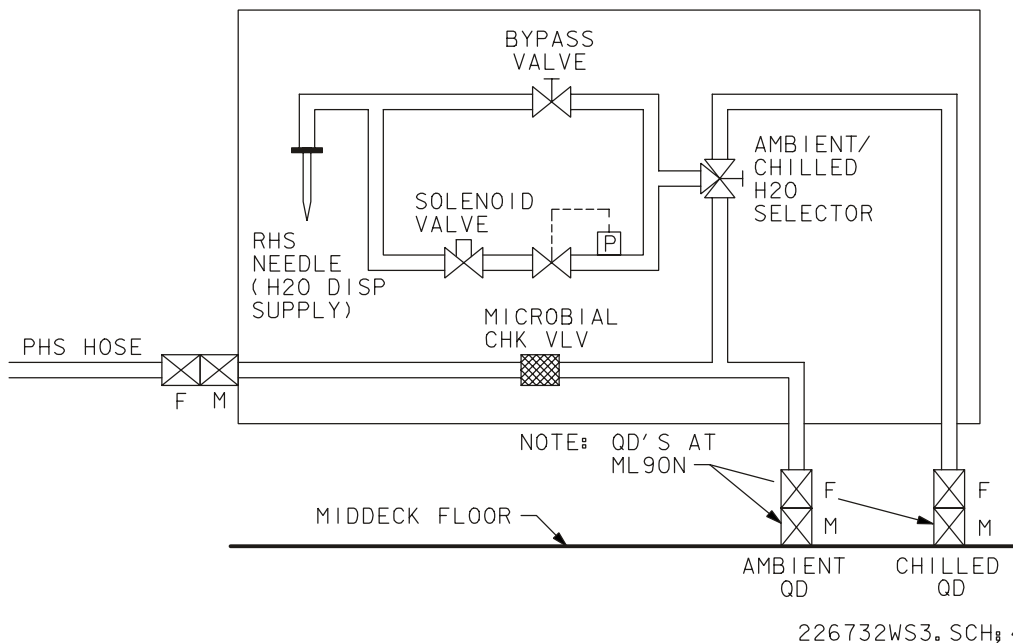 BYPASS
VALVE
AMBIENT/
CHILLED
H2O
SELECTOR
SOLENOID
VALVE
P
RHS
NEEDLE
(H2O DISP
SUPPLY)
MICROBIAL
CHK VLV
PHS HOSE
F M
NOTE: QD'S AT
ML90N
F
F
M
M
MIDDECK FLOOR
AMBIENT
QD
CHILLED
QD
226732WS3.SCH;